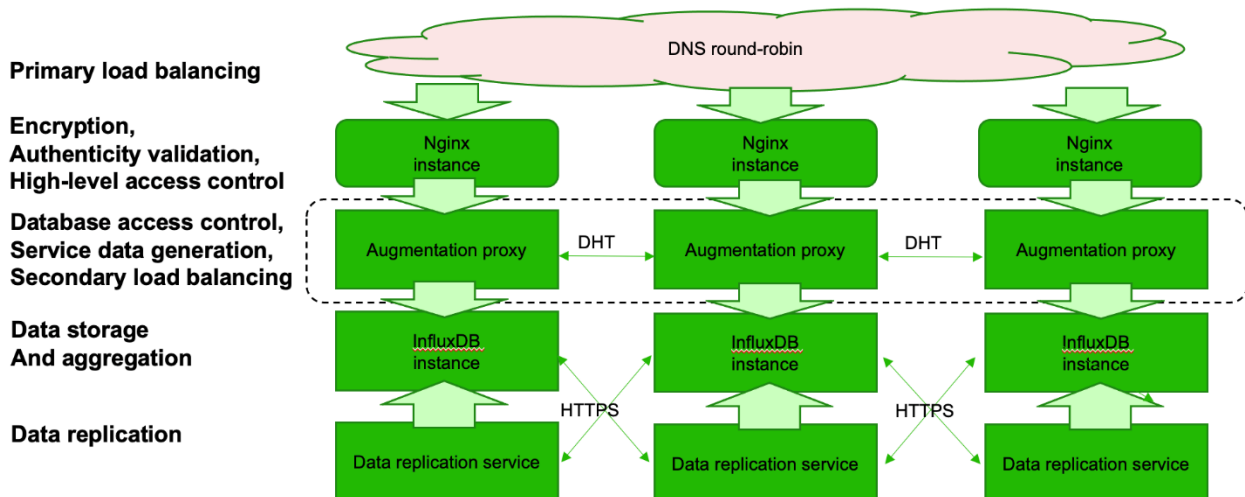 DNS round-robin
Primary load balancing
Encryption,
Authenticity validation,
High-level access control
Nginx
instance
Nginx
instance
Nginx
instance
Database access control,
Service data generation,
Secondary load balancing
Augmentation proxy
DHT
Augmentation proxy
DHT
Augmentation proxy
Data storage
And aggregation
InfluxDB
instance
InfluxDB
instance
InfluxDB
instance
HTTPS
HTTPS
Data replication
Data replication service
Data replication service
Data replication service